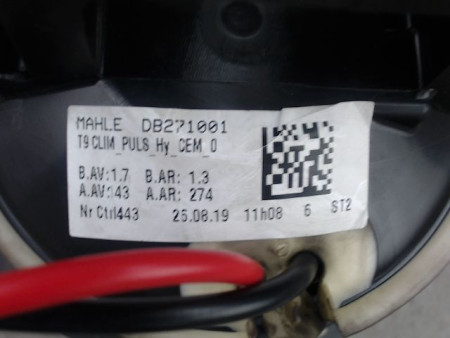 MAHLE DB271001
T9 CLIM_PULS_Hy_CEM_0
B.AV:1.7 B.AR: 1.3
A.AV:43 A.AR: 274
Nr Ctrl443 26.08.19 11h08 6 ST2